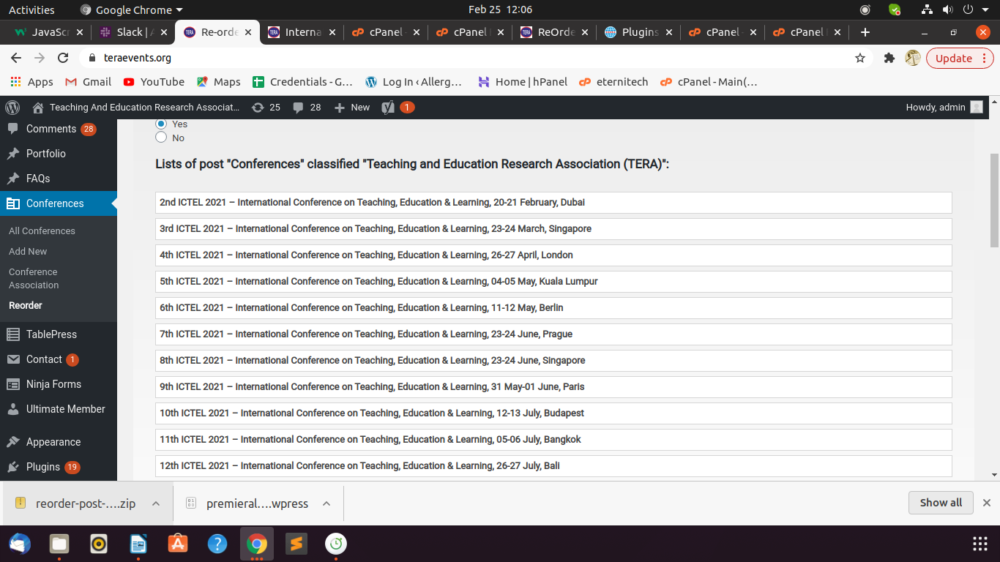 Activities Google Chrome Feb 25 12:06
JavaSc Slack | A Re-orde Interna cPanel - cPanel ReOrde Plugins cPanel - cPanel
teraevents.org Update
Apps Gmail YouTube Maps Credentials - G… Log In ‹ Allerg… Home | hPanel eternitech cPanel - Main(…
Teaching And Education Research Associat… 25 28 New 1 Howdy, admin
Comments 28
Portfolio
FAQs
Conferences
All Conferences
Add New
Conference
Association
Reorder
TablePress
Contact 1
Ninja Forms
Ultimate Member
Appearance
Plugins 19
Yes
No
Lists of post "Conferences" classified "Teaching and Education Research Association (TERA)":
2nd ICTEL 2021 – International Conference on Teaching, Education & Learning, 20-21 February, Dubai
3rd ICTEL 2021 – International Conference on Teaching, Education & Learning, 23-24 March, Singapore
4th ICTEL 2021 – International Conference on Teaching, Education & Learning, 26-27 April, London
5th ICTEL 2021 – International Conference on Teaching, Education & Learning, 04-05 May, Kuala Lumpur
6th ICTEL 2021 – International Conference on Teaching, Education & Learning, 11-12 May, Berlin
7th ICTEL 2021 – International Conference on Teaching, Education & Learning, 23-24 June, Prague
8th ICTEL 2021 – International Conference on Teaching, Education & Learning, 23-24 June, Singapore
9th ICTEL 2021 – International Conference on Teaching, Education & Learning, 31 May-01 June, Paris
10th ICTEL 2021 – International Conference on Teaching, Education & Learning, 12-13 July, Budapest
11th ICTEL 2021 – International Conference on Teaching, Education & Learning, 05-06 July, Bangkok
12th ICTEL 2021 – International Conference on Teaching, Education & Learning, 26-27 July, Bali
reorder-post-….zip premieral….wpress Show all